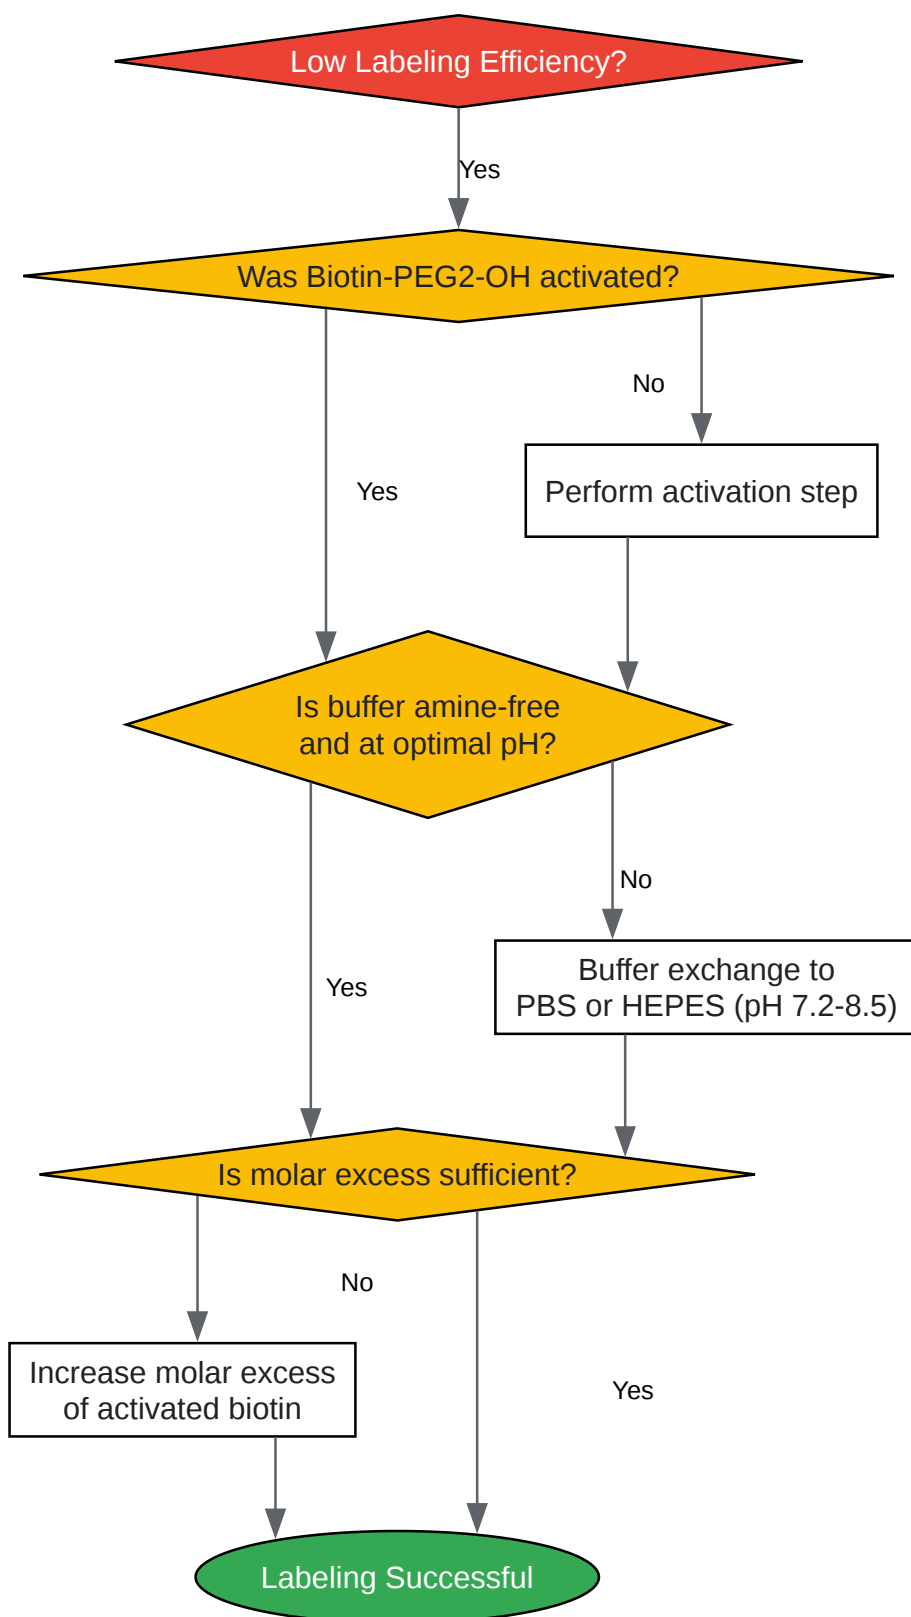 Low Labeling Efficiency?
Yes
Was Biotin-PEG2-OH activated?
No
Yes
Perform activation step
Is buffer amine-free
and at optimal pH?
No
Yes
Buffer exchange to
PBS or HEPES (pH 7.2-8.5)
Is molar excess sufficient?
No
Increase molar excess
of activated biotin
Yes
Labeling Successful